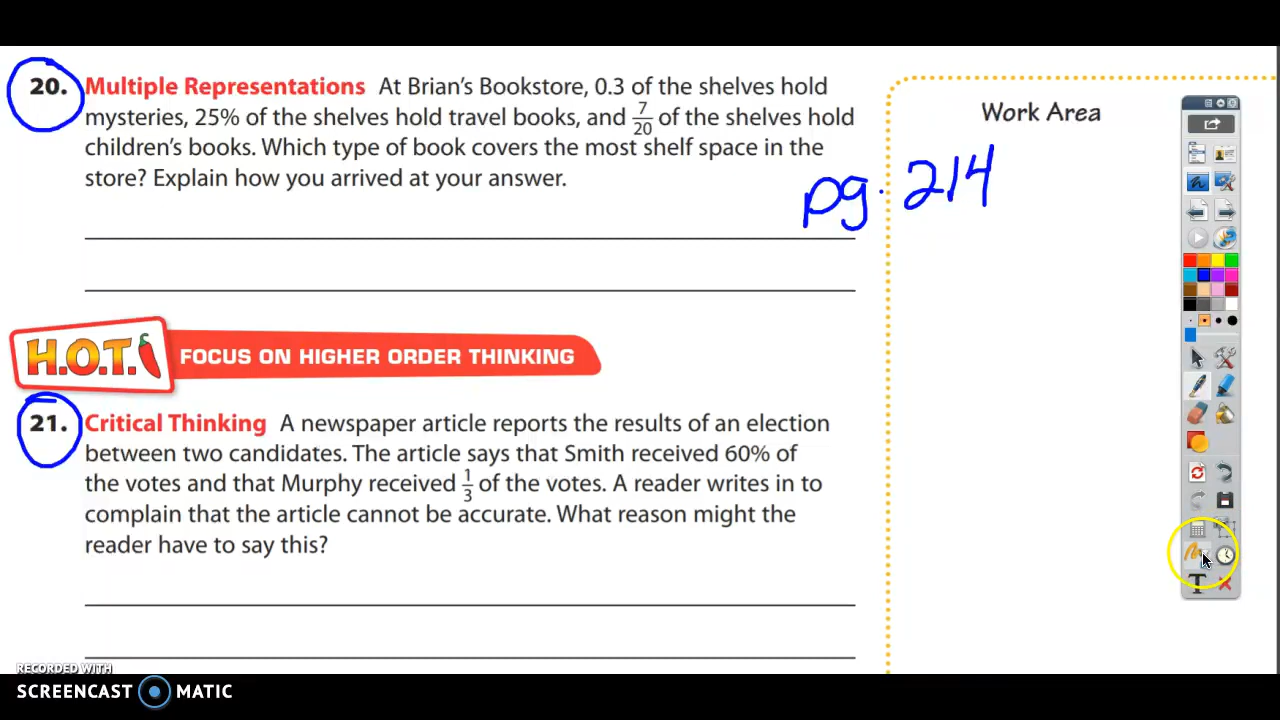 20. Multiple Representations At Brian's Bookstore, 0.3 of the shelves hold
mysteries, 25% of the shelves hold travel books, and 7/20 of the shelves hold
children's books. Which type of book covers the most shelf space in the
store? Explain how you arrived at your answer.
Work Area
pg. 214
H.O.T. FOCUS ON HIGHER ORDER THINKING
21. Critical Thinking A newspaper article reports the results of an election
between two candidates. The article says that Smith received 60% of
the votes and that Murphy received 1/3 of the votes. A reader writes in to
complain that the article cannot be accurate. What reason might the
reader have to say this?
T
RECORDED WITH
SCREENCAST MATIC